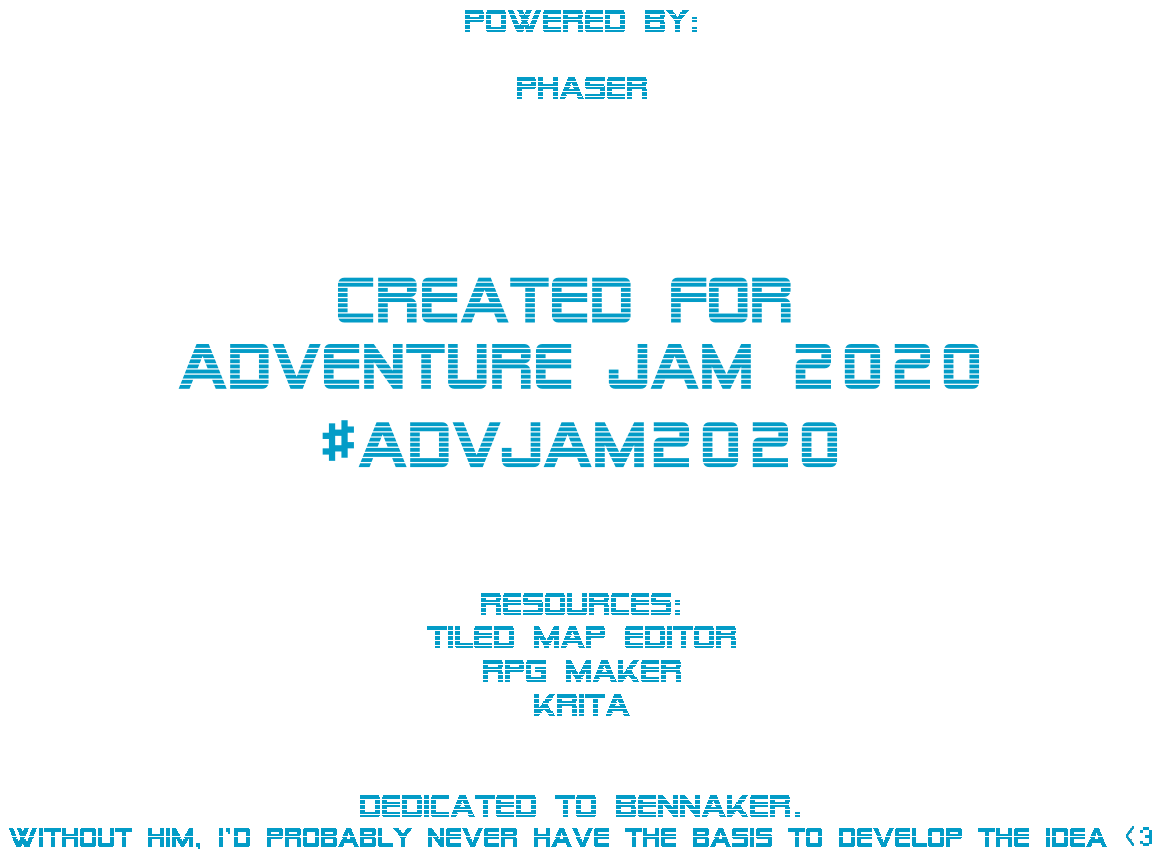 POWERED BY:
PHASER
CREATED FOR
ADVENTURE JAM 2020
#ADVJAM2020
RESOURCES:
TILED MAP EDITOR
RPG MAKER
KRITA
DEDICATED TO BENNAKER.
WITHOUT HIM, I'D PROBABLY NEVER HAVE THE BASIS TO DEVELOP THE IDEA <3